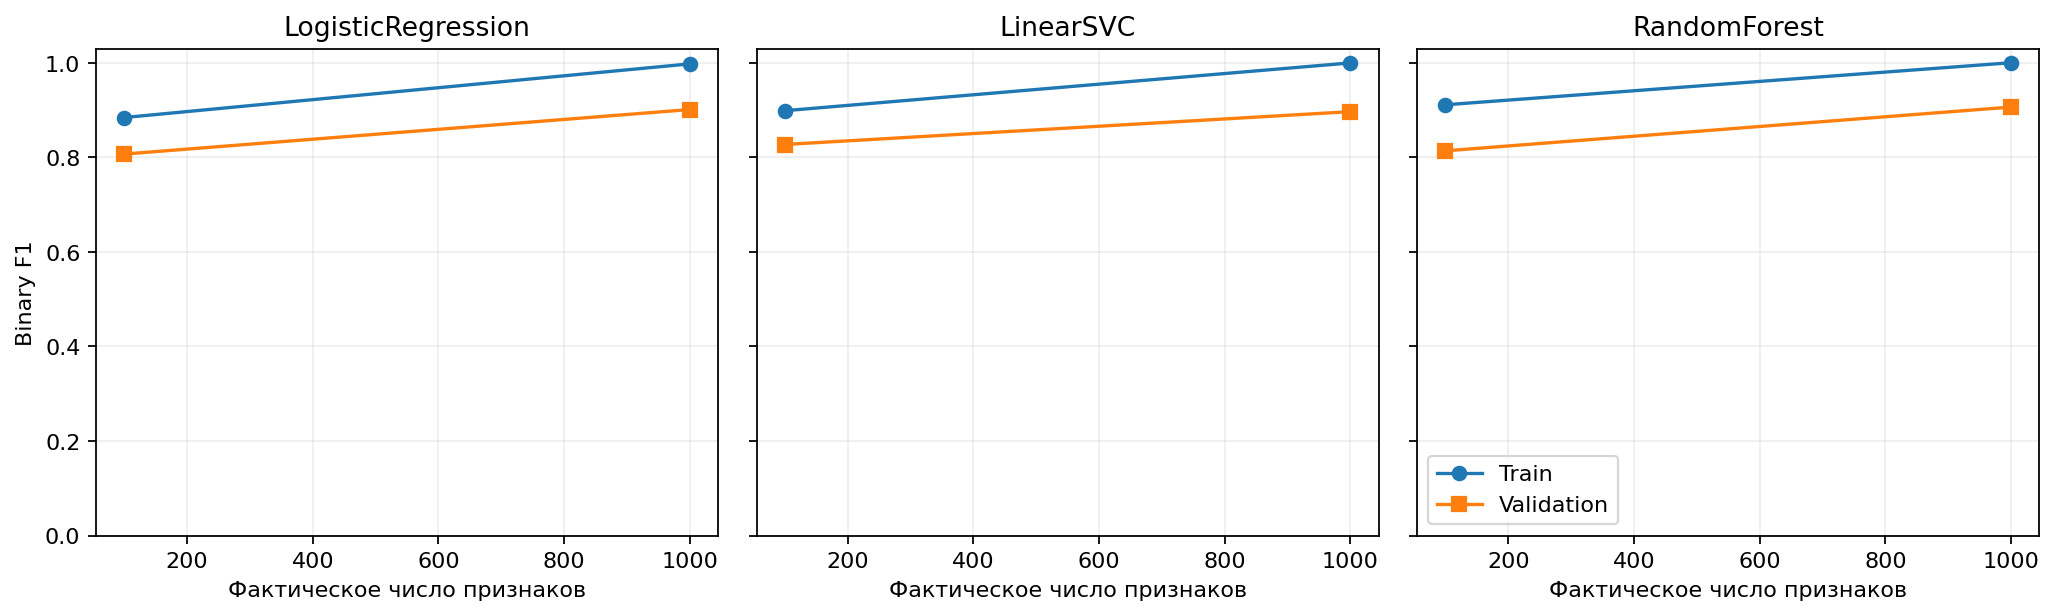 LogisticRegression
LinearSVC
RandomForest
Binary F1
1.0
0.8
0.6
0.4
0.2
0.0
200 400 600 800 1000
200 400 600 800 1000
200 400 600 800 1000
Train
Validation
Фактическое число признаков
Фактическое число признаков
Фактическое число признаков